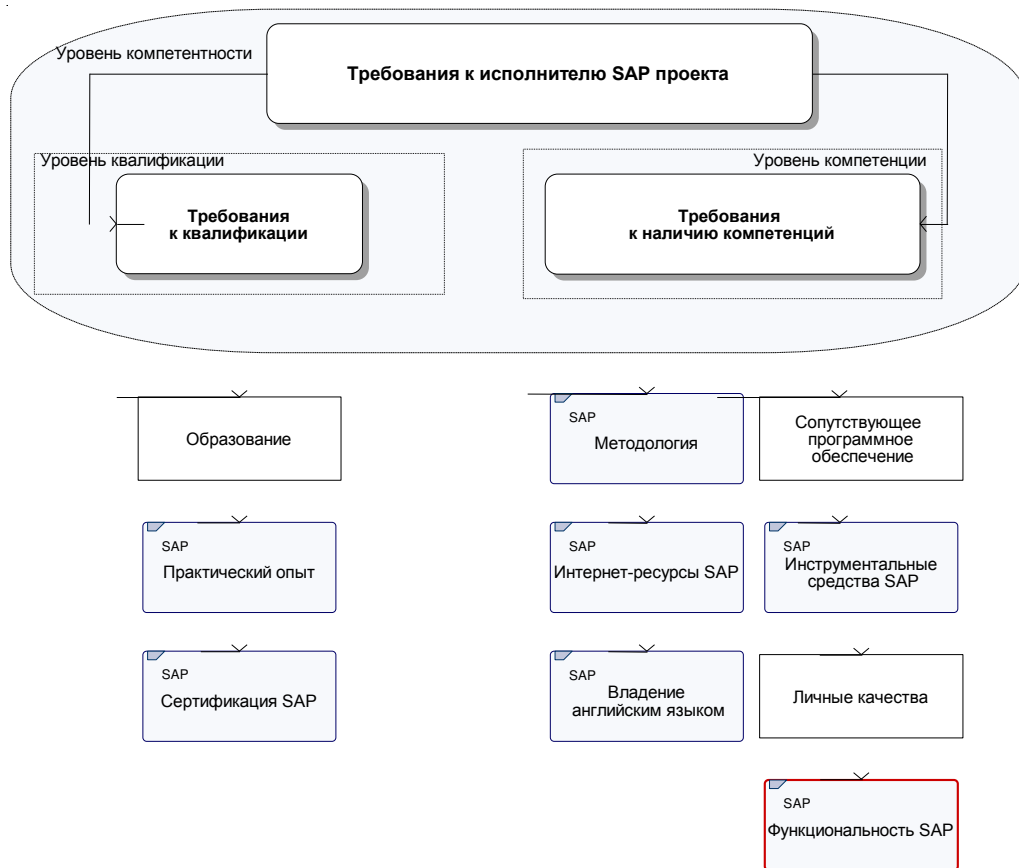 Уровень компетентности
Требования к исполнителю SAP проекта
Уровень квалификации
Уровень компетенции
Требования
к квалификации
Требования
к наличию компетенций
Образование
SAP
Методология
Сопутствующее
программное
обеспечение
SAP
Практический опыт
SAP
Интернет-ресурсы SAP
SAP
Инструментальные
средства SAP
SAP
Сертификация SAP
SAP
Владение
английским языком
Личные качества
SAP
Функциональность SAP